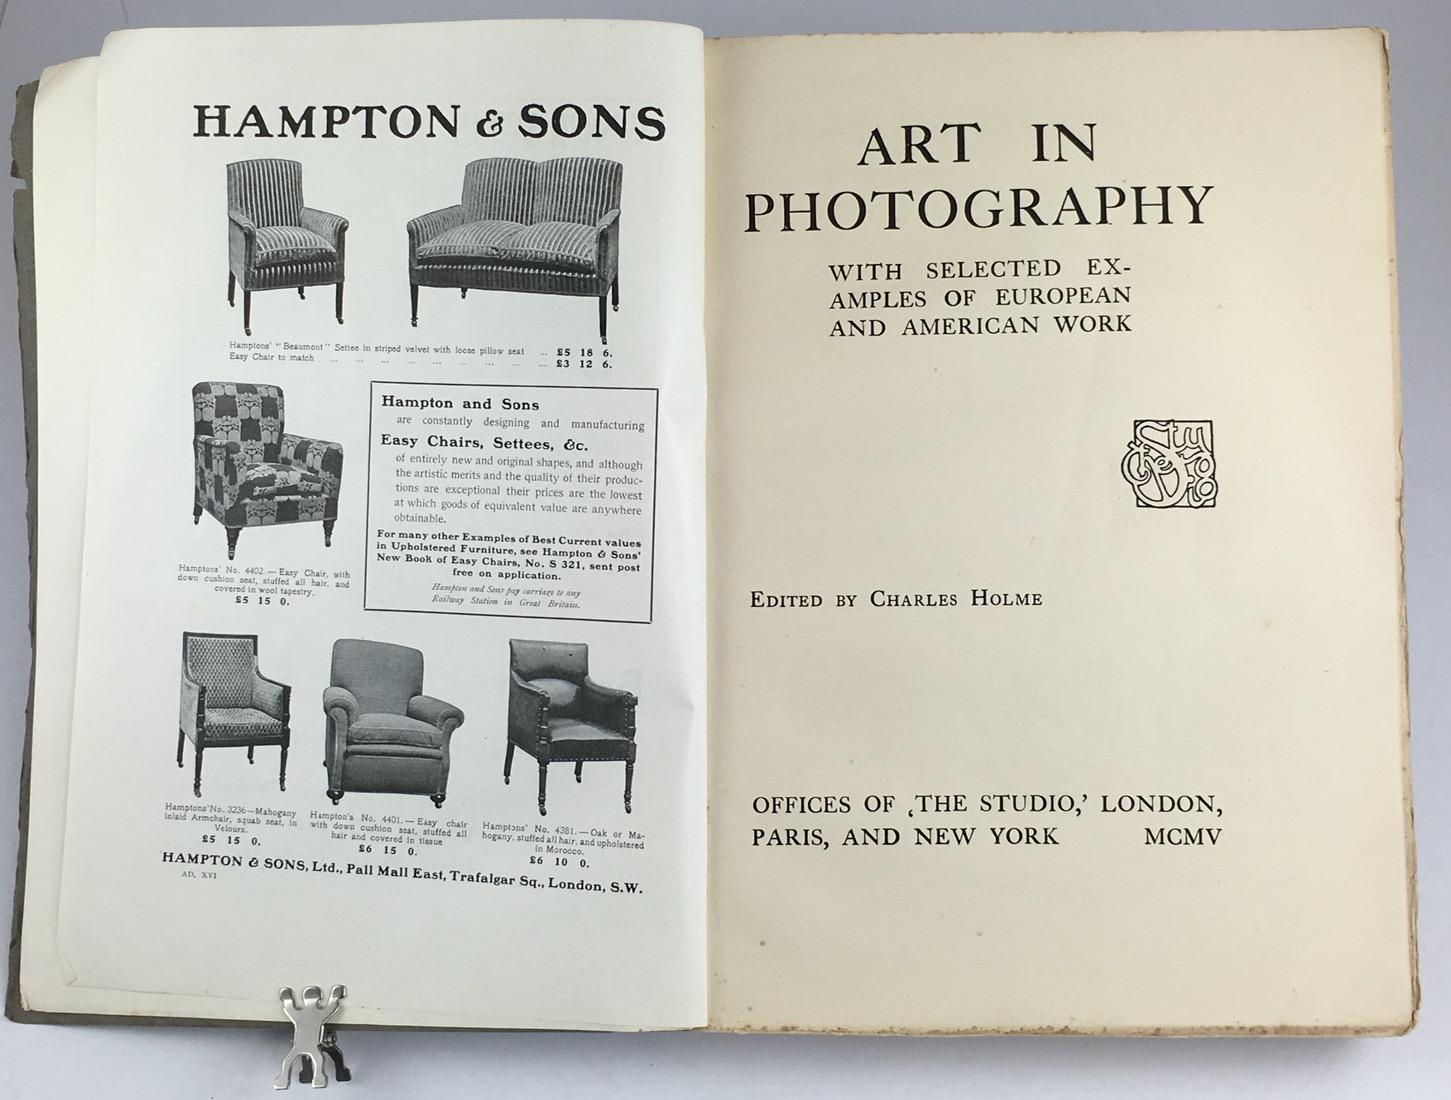 HAMPTON & SONS
Hamptons' "Beaumont" Settee in striped velvet with loose pillow seat ... £5 18 6.
Easy Chair to match ... ... ... ... ... ... ... ... ... £3 12 6.
Hampton and Sons
are constantly designing and manufacturing
Easy Chairs, Settees, &c.
of entirely new and original shapes, and although
the artistic merits and the quality of their produc-
tions are exceptional their prices are the lowest
at which goods of equivalent value are anywhere
obtainable.
For many other Examples of Best Current values
in Upholstered Furniture, see Hampton & Sons'
New Book of Easy Chairs, No. S 321, sent post
free on application.
Hampton and Sons pay carriage to any
Railway Station in Great Britain.
Hamptons' No. 4402.—Easy Chair, with
down cushion seat, stuffed all hair, and
covered in wool tapestry.
£5 15 0.
Hamptons' No. 3236—Mahogany
inlaid Armchair, squab seat, in
Velours.
£5 15 0.
Hampton's No. 4401.—Easy chair
with down cushion seat, stuffed all
hair and covered in tissue
£6 15 0.
Hamptons' No. 4381.—Oak or Ma-
hogany, stuffed all hair, and upholstered
in Morocco.
£6 10 0.
HAMPTON & SONS, Ltd., Pall Mall East, Trafalgar Sq., London, S.W.
AD. XVI
ART IN
PHOTOGRAPHY
WITH SELECTED EX-
AMPLES OF EUROPEAN
AND AMERICAN WORK
The STUDIO
EDITED BY CHARLES HOLME
OFFICES OF ‚THE STUDIO,' LONDON,
PARIS, AND NEW YORK MCMV